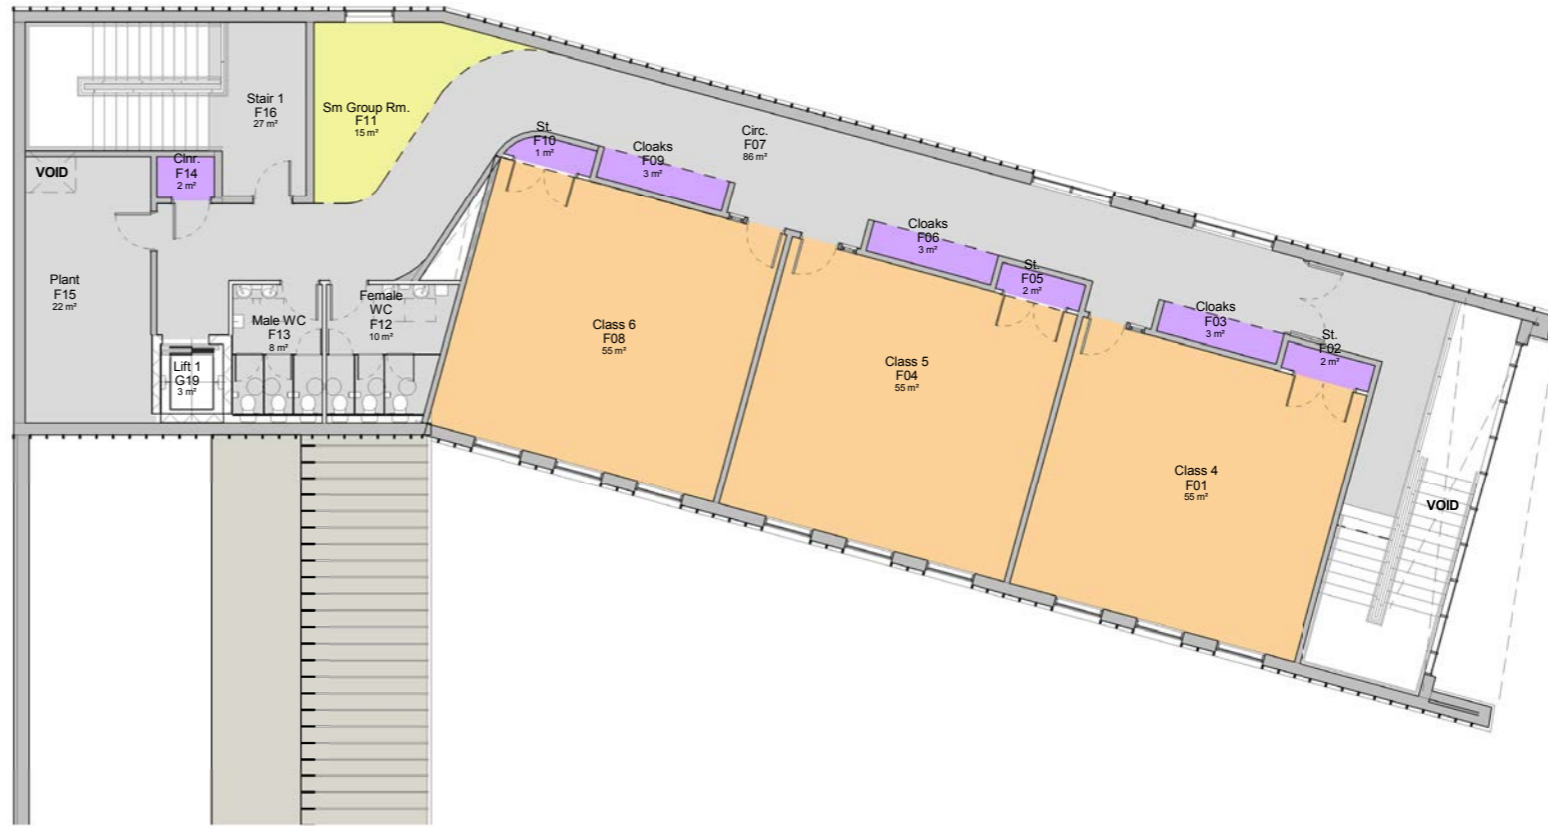 Stair 1
F16
27 m²
Sm Group Rm.
F11
15 m²
St.
F10
1 m²
Cloaks
F09
3 m²
Circ.
F07
86 m²
VOID
Clnr.
F14
2 m²
Cloaks
F06
3 m²
St.
F05
2 m²
Plant
F15
22 m²
Male WC
F13
8 m²
Female
WC
F12
10 m²
Cloaks
F03
3 m²
St.
F02
2 m²
Lift 1
G19
3 m²
Class 6
F08
55 m²
Class 5
F04
55 m²
Class 4
F01
55 m²
VOID